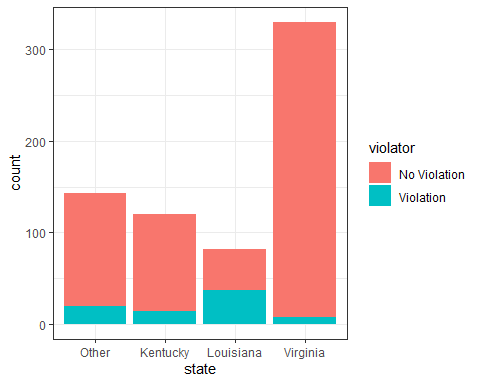 300
200
100
0
count
Other Kentucky Louisiana Virginia
state
violator
No Violation
Violation